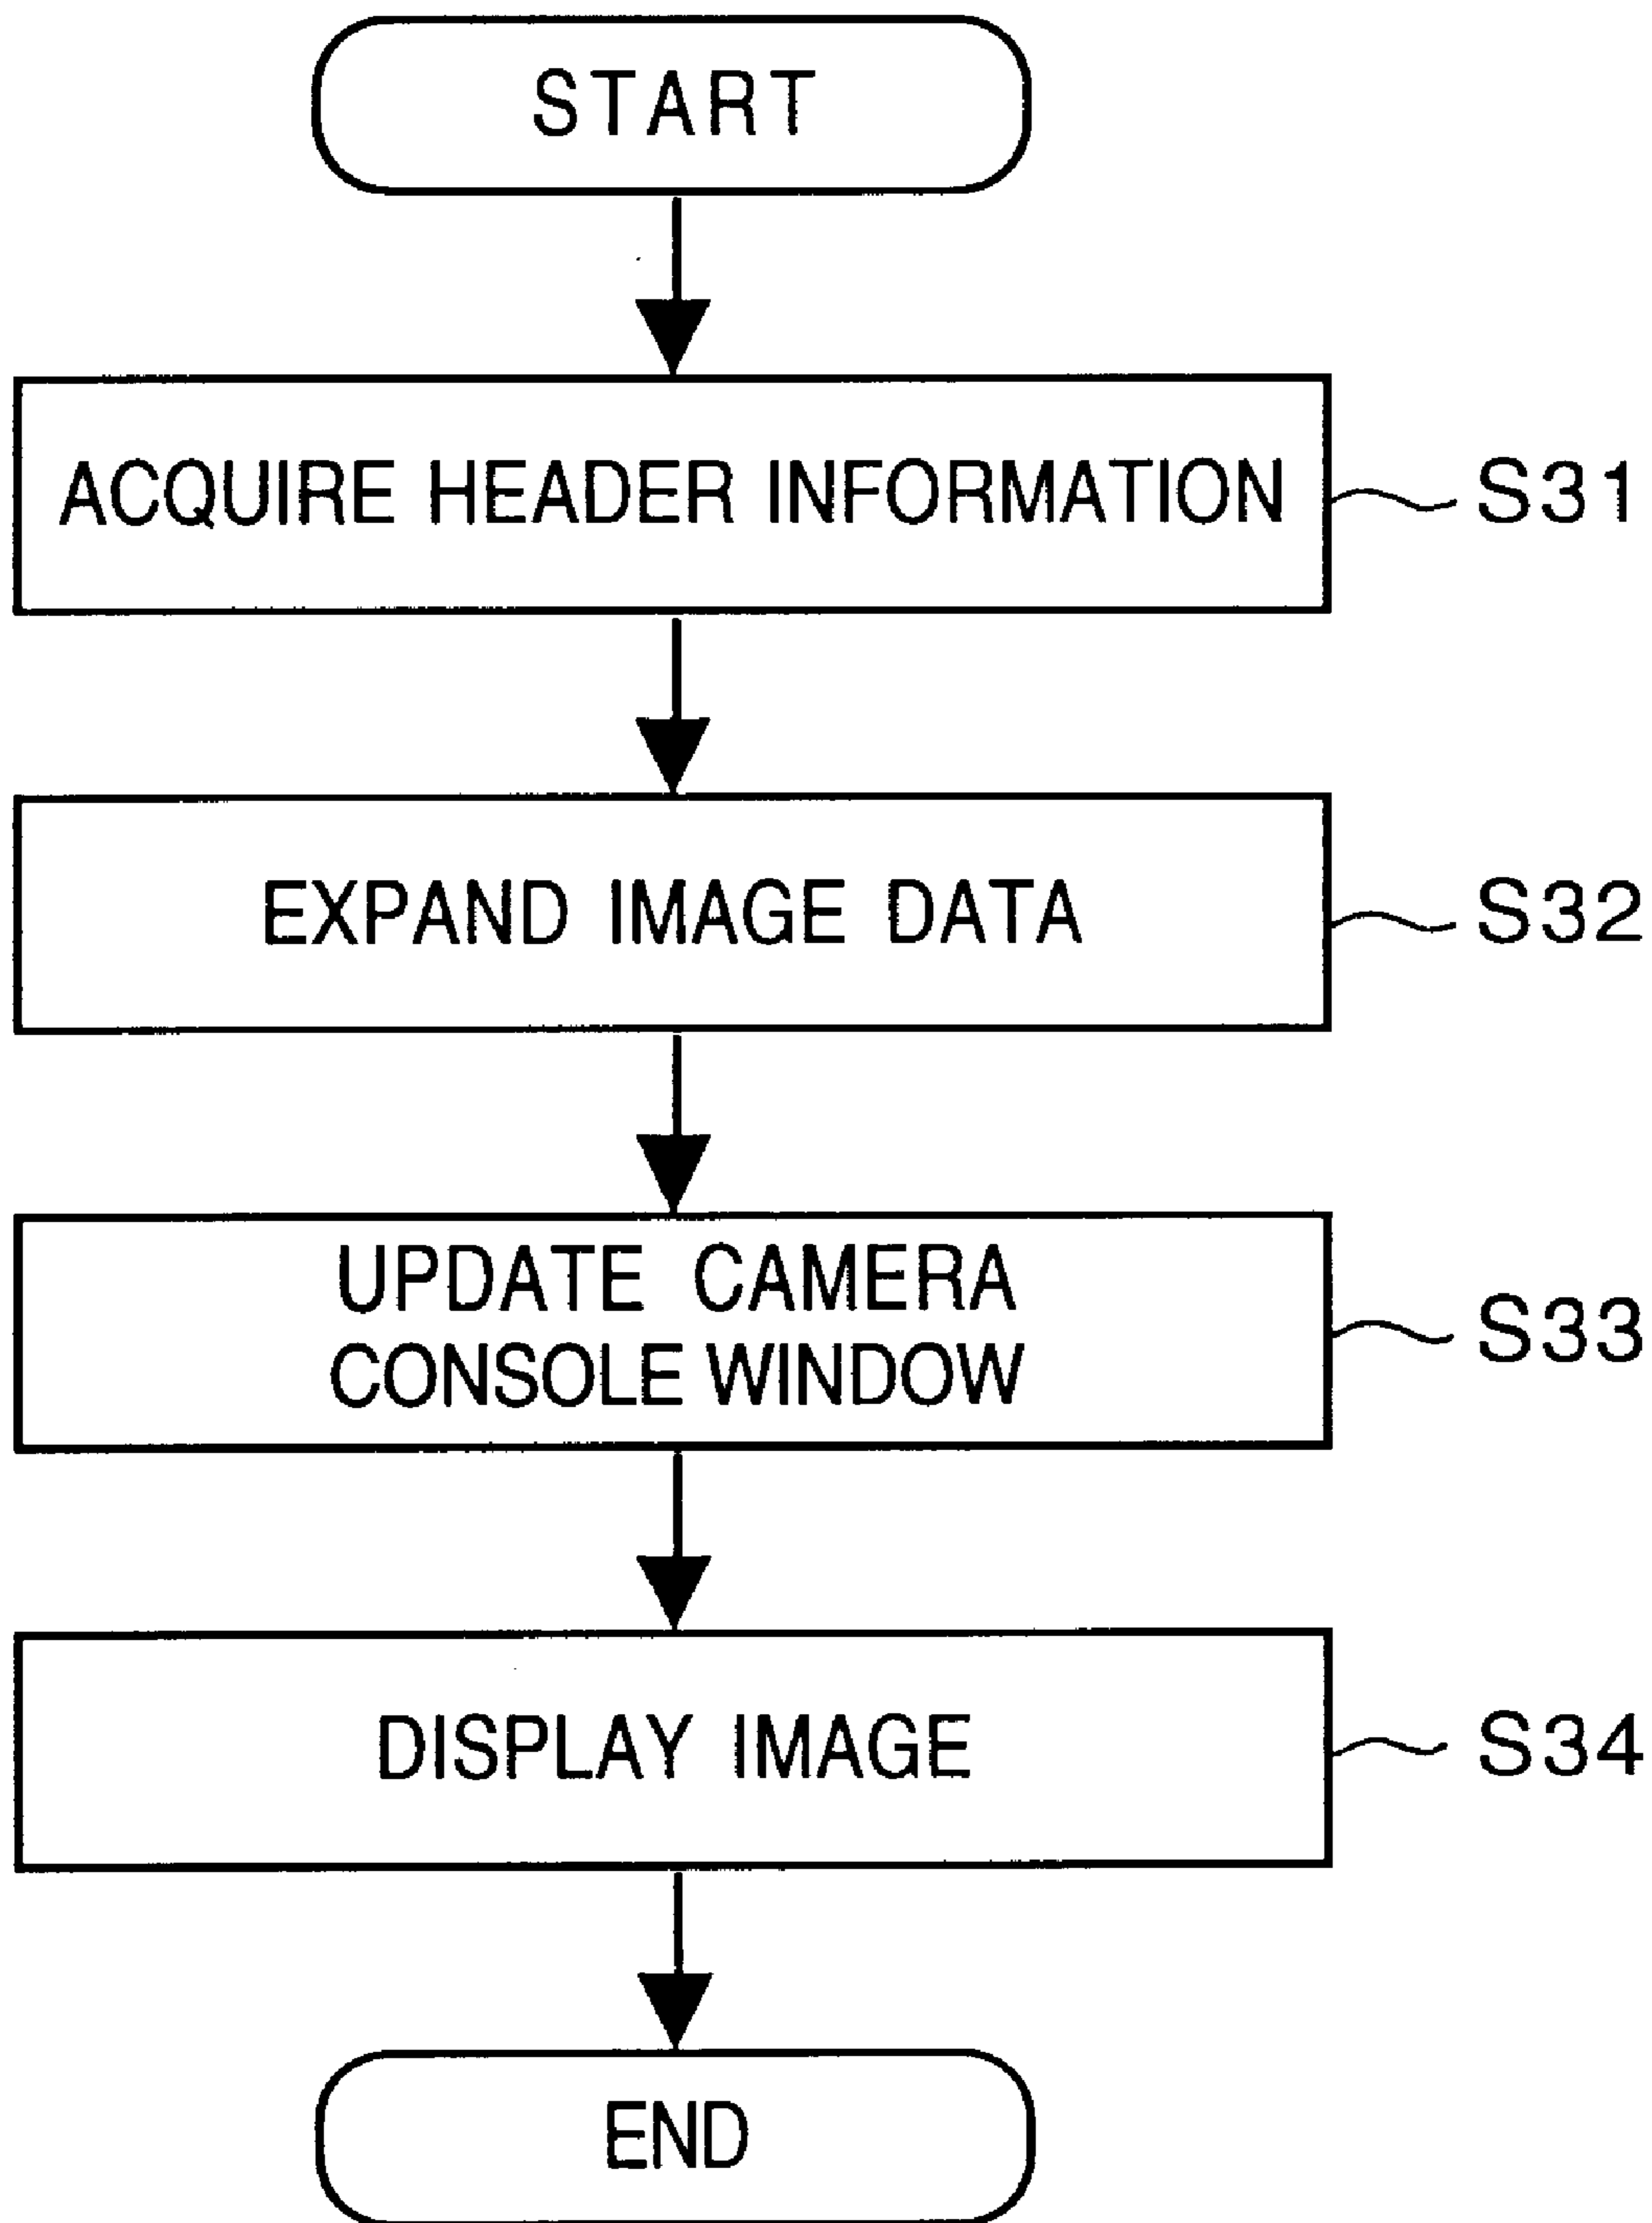 START
ACQUIRE HEADER INFORMATION
S31
EXPAND IMAGE DATA
S32
UPDATE CAMERA
CONSOLE WINDOW
S33
DISPLAY IMAGE
S34
END